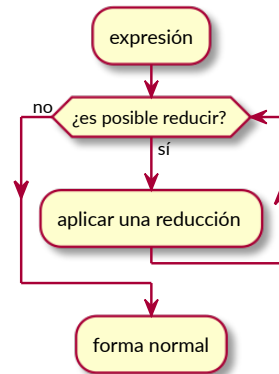 expresión
no
¿es posible reducir?
sí
aplicar una reducción
forma normal